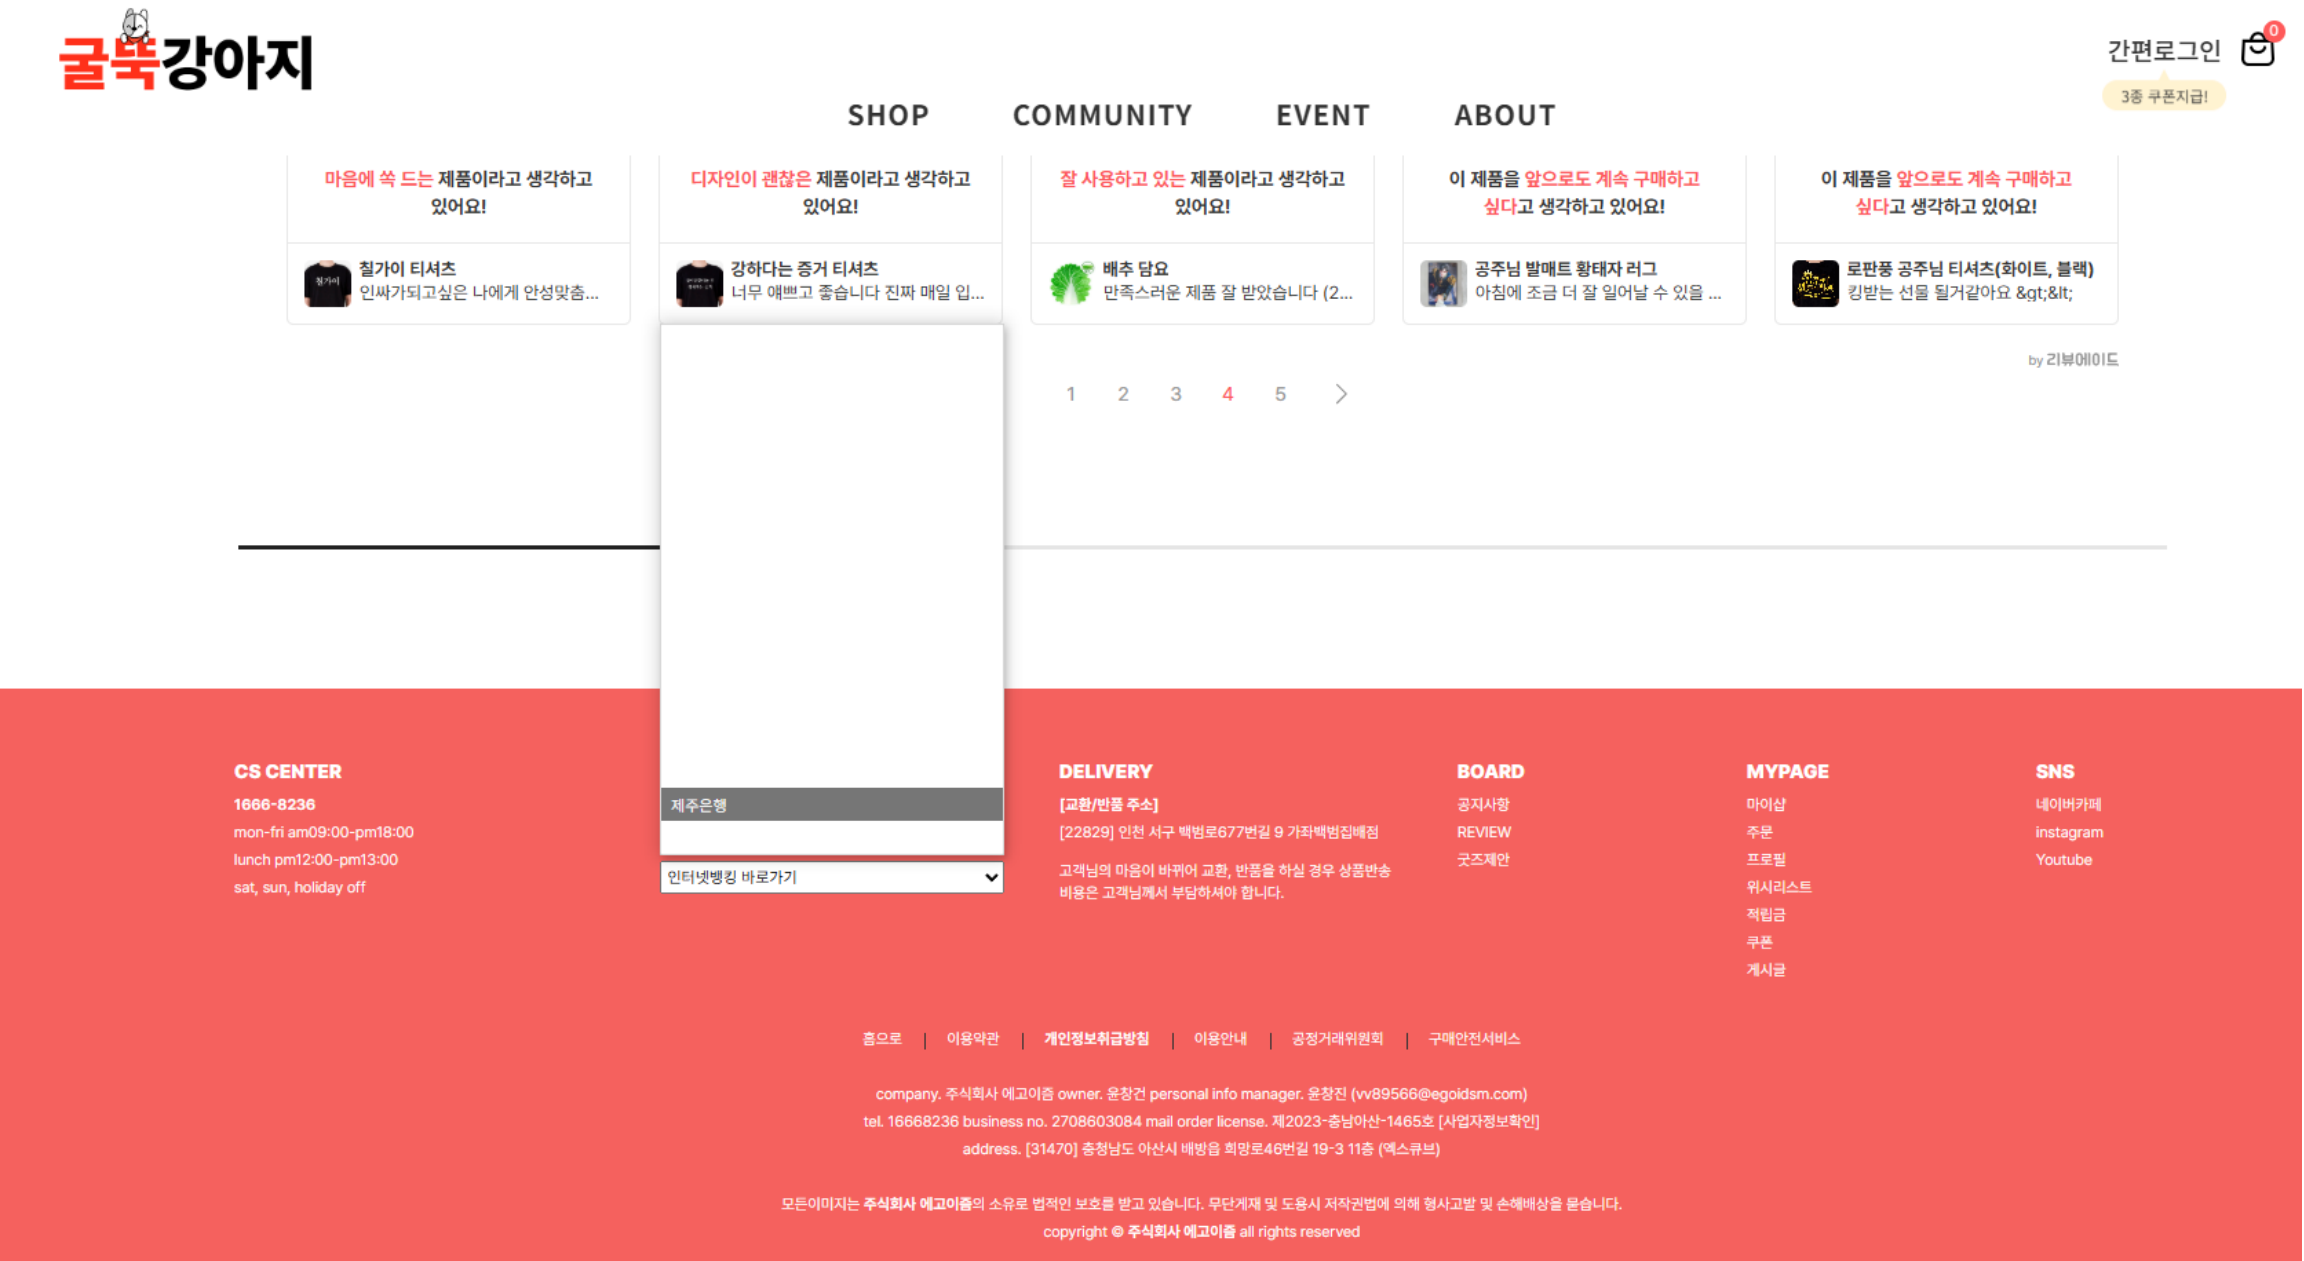 굴뚝강아지
간편로그인
0
3종 쿠폰지급!
SHOP COMMUNITY EVENT ABOUT
마음에 쏙 드는 제품이라고 생각하고
있어요!
칠가이 티셔츠
인싸가되고싶은 나에게 안성맞춤...
디자인이 괜찮은 제품이라고 생각하고
있어요!
강하다는 증거 티셔츠
너무 얘쁘고 좋습니다 진짜 매일 입...
잘 사용하고 있는 제품이라고 생각하고
있어요!
배추 담요
만족스러운 제품 잘 받았습니다 (2...
이 제품을 앞으로도 계속 구매하고
싶다고 생각하고 있어요!
공주님 발매트 황태자 러그
아침에 조금 더 잘 일어날 수 있을 ...
이 제품을 앞으로도 계속 구매하고
싶다고 생각하고 있어요!
로판풍 공주님 티셔츠(화이트, 블랙)
킹받는 선물 될거같아요 &gt;&lt;
by 리뷰에이드
1 2 3 4 5
CS CENTER
1666-8236
mon-fri am09:00-pm18:00
lunch pm12:00-pm13:00
sat, sun, holiday off
제주은행
인터넷뱅킹 바로가기
DELIVERY
[교환/반품 주소]
[22829] 인천 서구 백범로677번길 9 가좌백범집배점
고객님의 마음이 바뀌어 교환, 반품을 하실 경우 상품반송
비용은 고객님께서 부담하셔야 합니다.
BOARD
공지사항
REVIEW
굿즈제안
MYPAGE
마이샵
주문
프로필
위시리스트
적립금
쿠폰
게시글
SNS
네이버카페
instagram
Youtube
홈으로 | 이용약관 | 개인정보취급방침 | 이용안내 | 공정거래위원회 | 구매안전서비스
company. 주식회사 에고이즘 owner. 윤창건 personal info manager. 윤창진 (vv89566@egoidsm.com)
tel. 16668236 business no. 2708603084 mail order license. 제2023-충남아산-1465호 [사업자정보확인]
address. [31470] 충청남도 아산시 배방읍 희망로46번길 19-3 11층 (엑스큐브)
모든이미지는 주식회사 에고이즘의 소유로 법적인 보호를 받고 있습니다. 무단게재 및 도용시 저작권법에 의해 형사고발 및 손해배상을 묻습니다.
copyright © 주식회사 에고이즘 all rights reserved